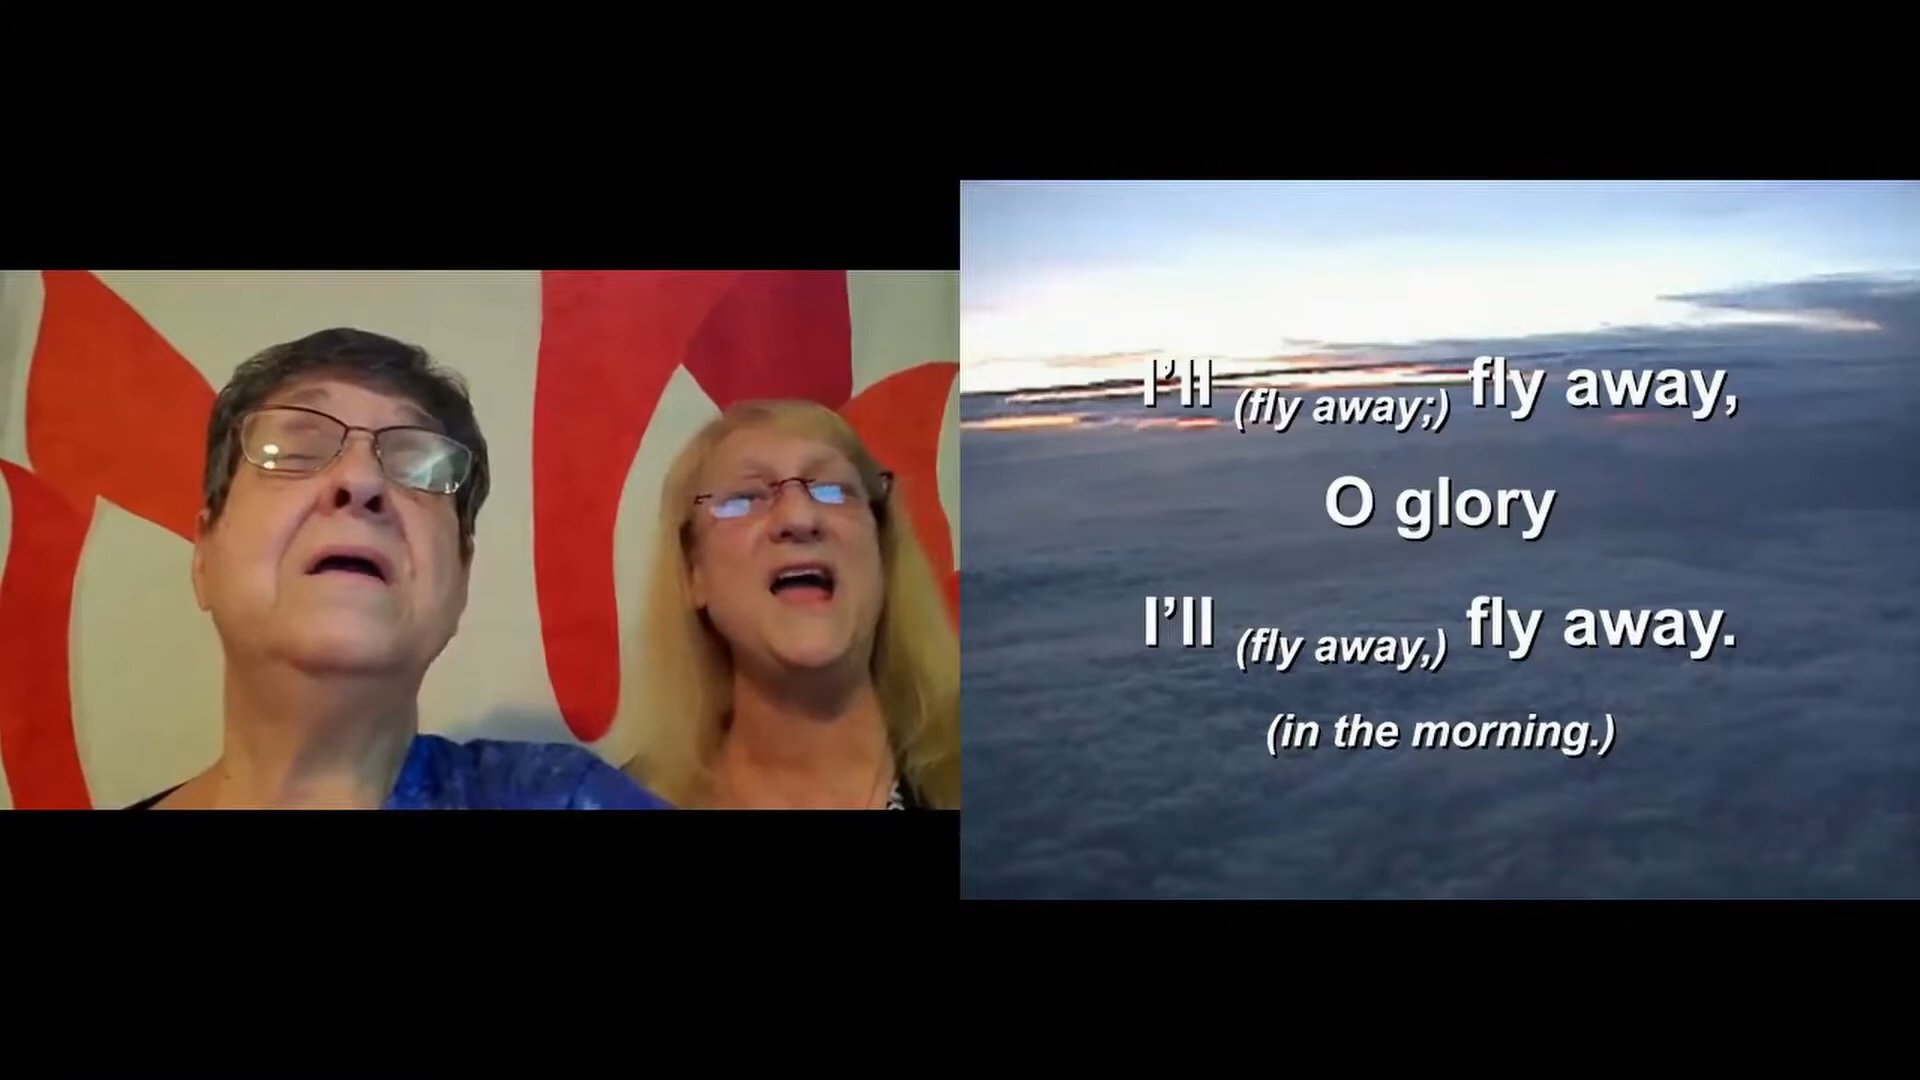 I’ll (fly away;) fly away,
O glory
I’ll (fly away,) fly away.
(in the morning.)